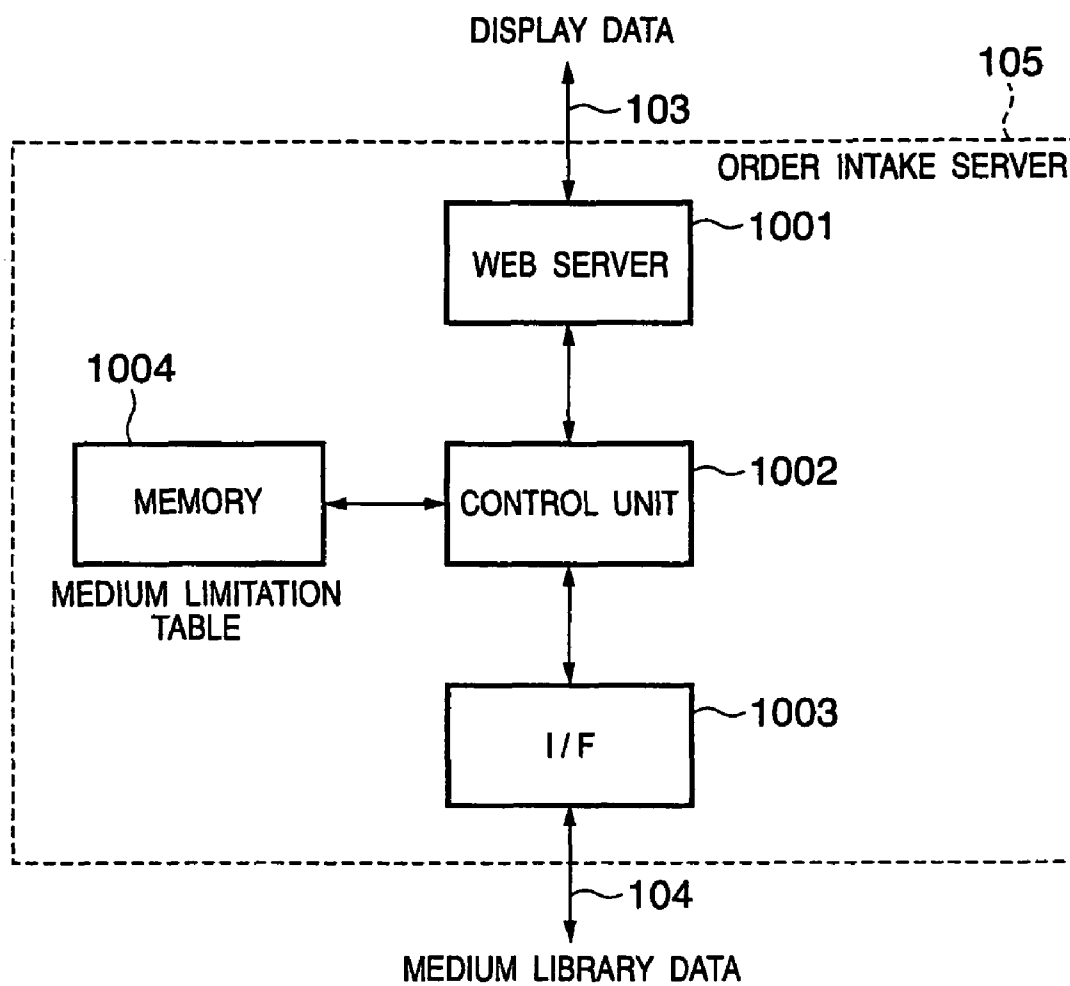 DISPLAY DATA
103
105
ORDER INTAKE SERVER
1001
WEB SERVER
1004
MEMORY
MEDIUM LIMITATION
TABLE
1002
CONTROL UNIT
1003
I/F
104
MEDIUM LIBRARY DATA